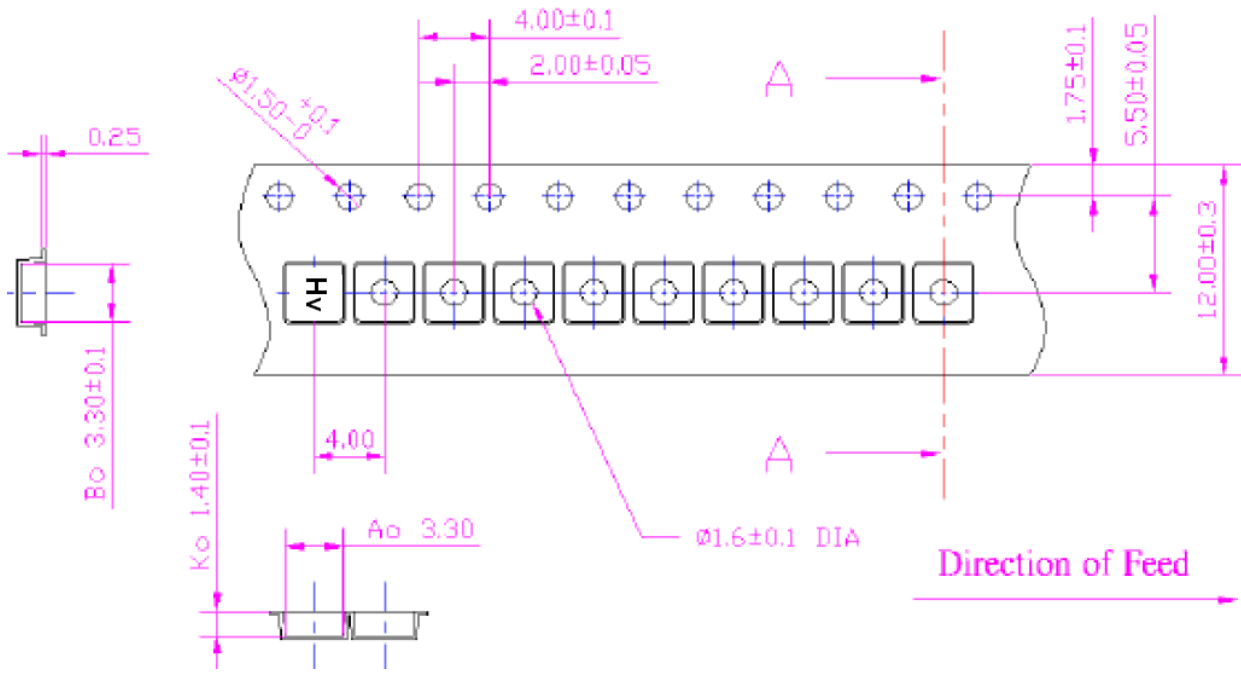 4.00±0.1
2.00±0.05
Ø1.50 +0.1 -0
A
1.75±0.1
5.50±0.05
0.25
12.00±0.3
Hv
Bo 3.30±0.1
4.00
A
Ko 1.40±0.1
Ao 3.30
Ø1.6±0.1 DIA
Direction of Feed